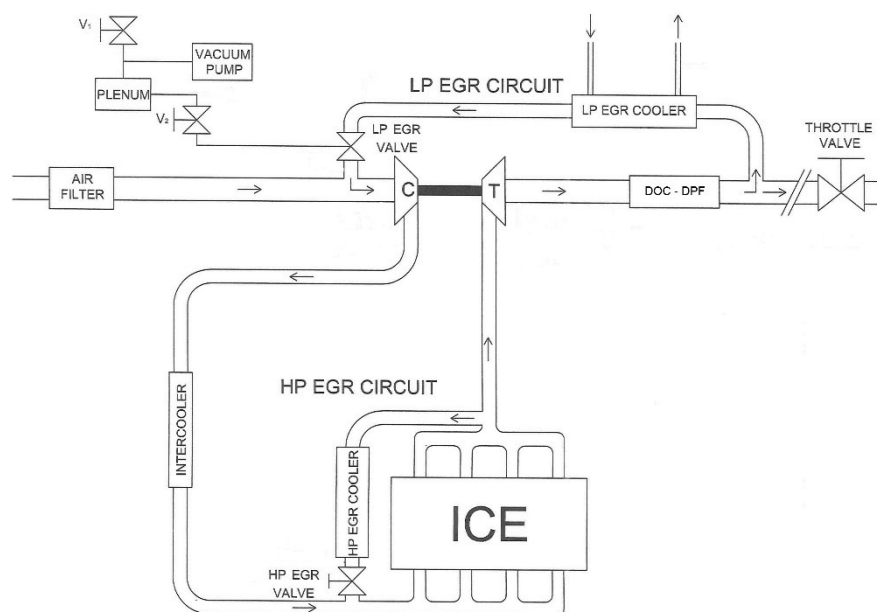 V1
VACUUM
PUMP
PLENUM
V2
LP EGR CIRCUIT
LP EGR COOLER
LP EGR
VALVE
THROTTLE
VALVE
AIR
FILTER
C
T
DOC - DPF
HP EGR CIRCUIT
INTERCOOLER
HP EGR COOLER
ICE
HP EGR
VALVE